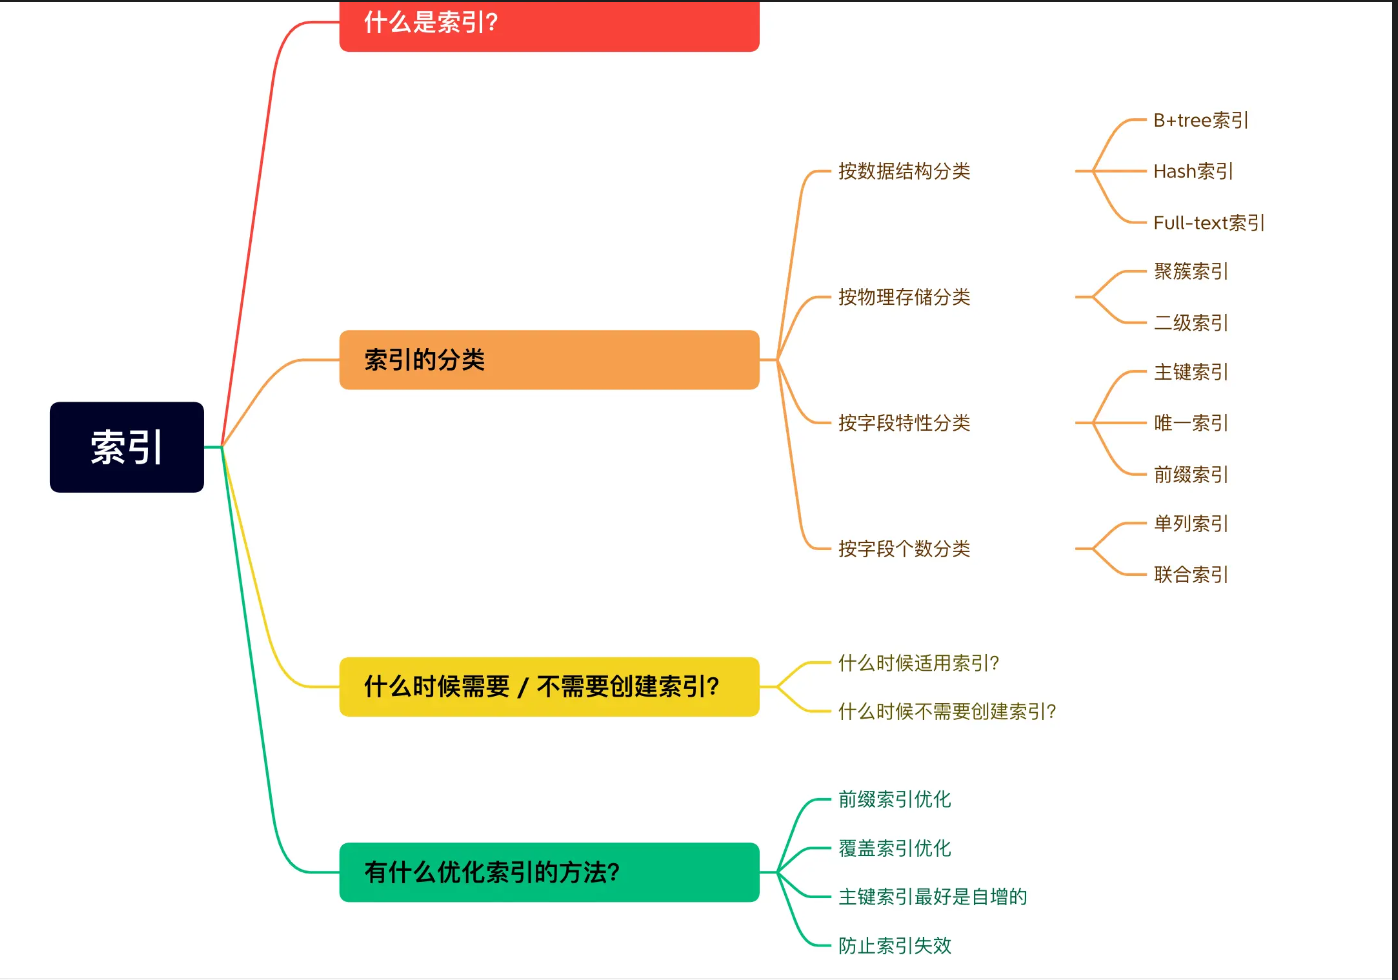 索引
什么是索引?
索引的分类
按数据结构分类
B+tree索引
Hash索引
Full-text索引
按物理存储分类
聚簇索引
二级索引
按字段特性分类
主键索引
唯一索引
前缀索引
按字段个数分类
单列索引
联合索引
什么时候需要 / 不需要创建索引?
什么时候适用索引?
什么时候不需要创建索引?
有什么优化索引的方法?
前缀索引优化
覆盖索引优化
主键索引最好是自增的
防止索引失效